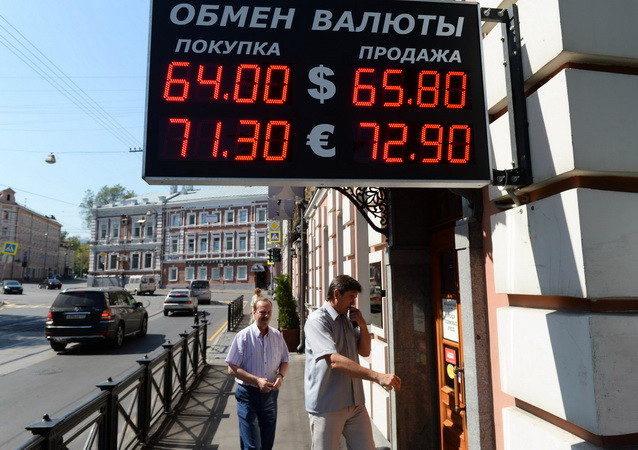 ОБМЕН ВАЛЮТЫ
ПОКУПКА ПРОДАЖА
64.00 $ 65.80
71.30 € 72.90